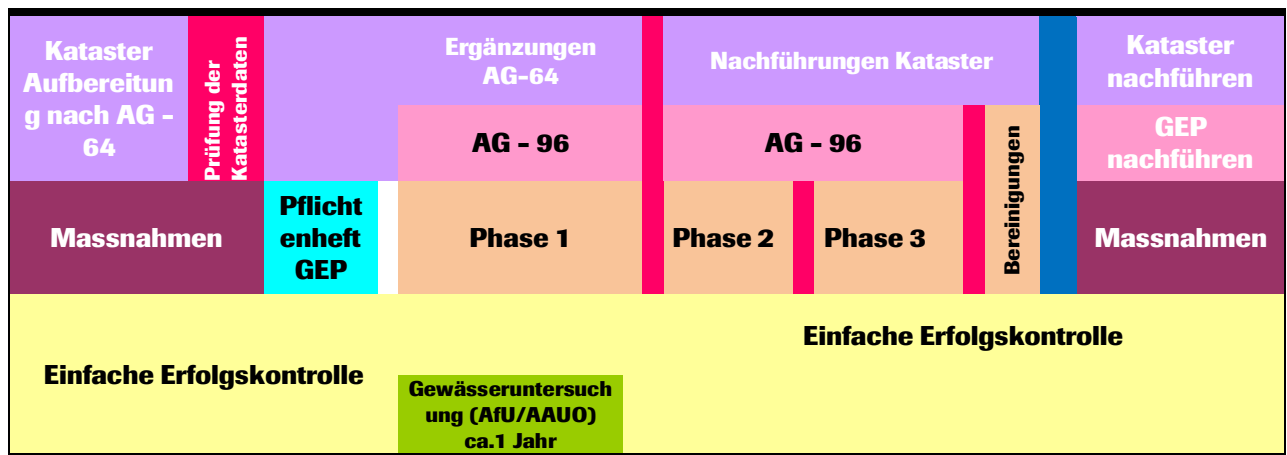 Kataster
Aufbereitun
g nach AG -
64
Prüfung der
Katasterdaten
Ergänzungen
AG-64
Nachführungen Kataster
Kataster
nachführen
AG - 96
AG - 96
Bereinigungen
GEP
nachführen
Massnahmen
Pflicht
enheft
GEP
Phase 1
Phase 2
Phase 3
Massnahmen
Einfache Erfolgskontrolle
Einfache Erfolgskontrolle
Gewässeruntersuch
ung (AfU/AAUO)
ca.1 Jahr